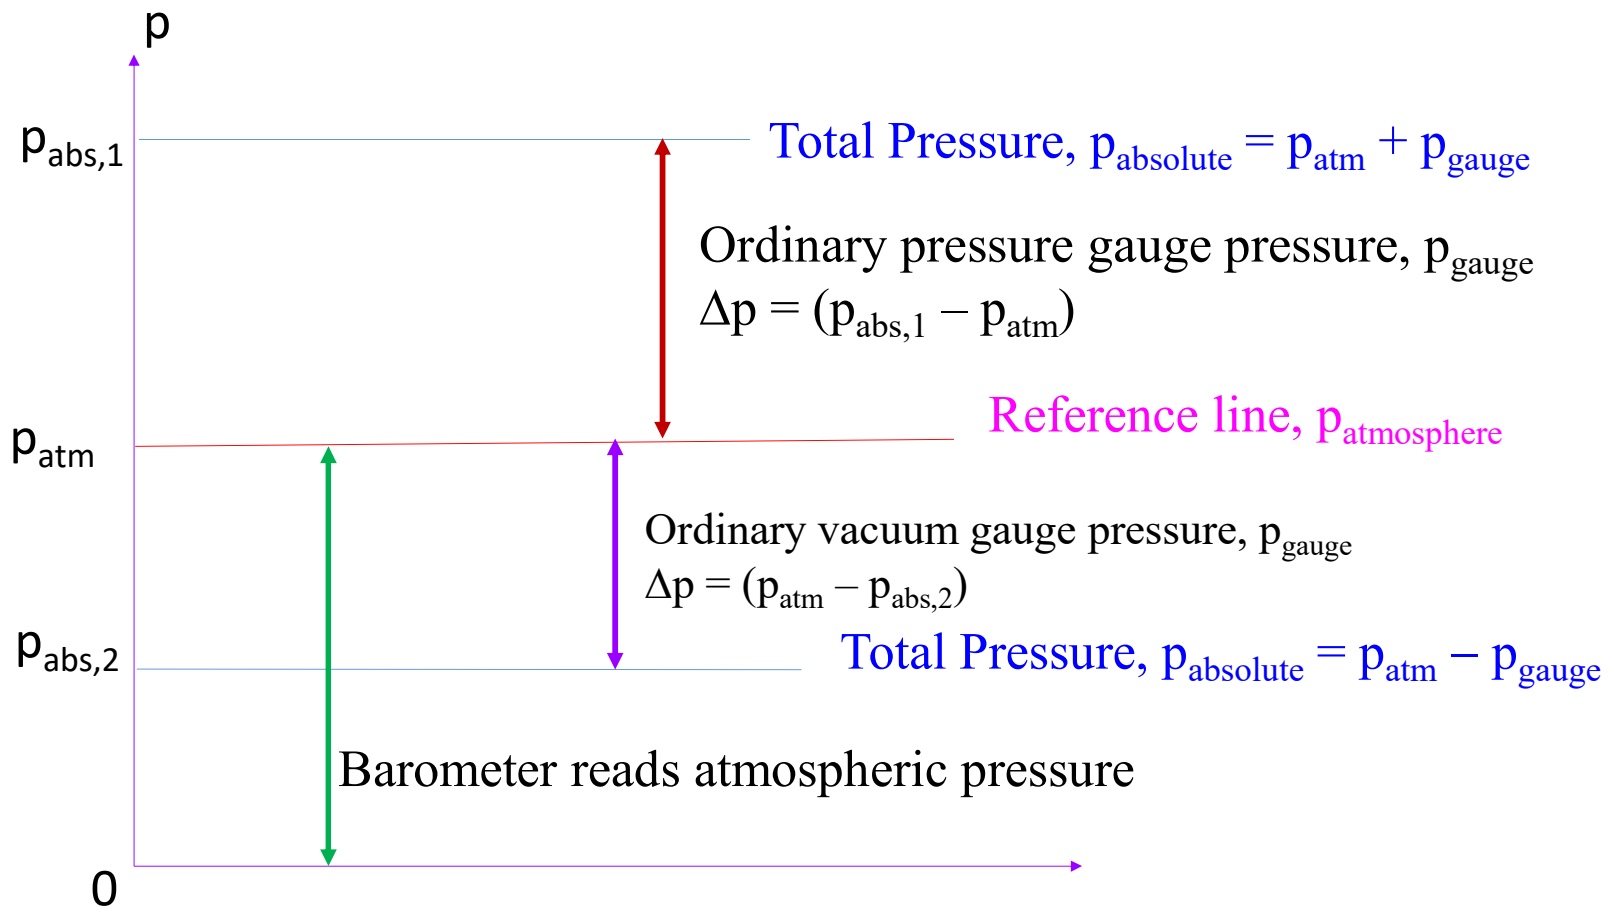 p
p_abs,1
Total Pressure, p_absolute = p_atm + p_gauge
Ordinary pressure gauge pressure, p_gauge
Δp = (p_abs,1 – p_atm)
Reference line, p_atmosphere
p_atm
Ordinary vacuum gauge pressure, p_gauge
Δp = (p_atm – p_abs,2)
p_abs,2
Total Pressure, p_absolute = p_atm – p_gauge
Barometer reads atmospheric pressure
0